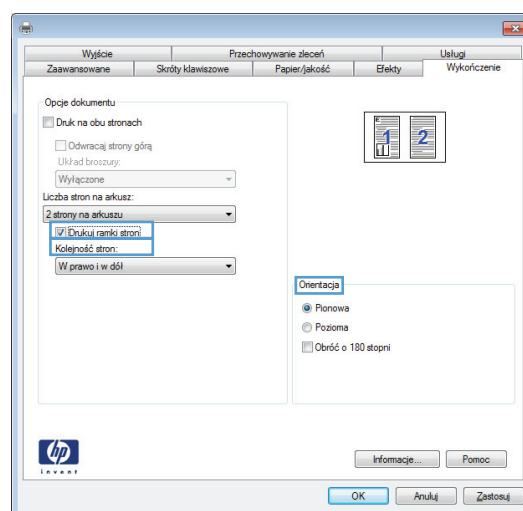 Wyjście Przechowywanie zleceń Usługi
Zaawansowane Skróty klawiszowe Papier/jakość Efekty Wykończenie
Opcje dokumentu
Druk na obu stronach
Odwracaj strony górą
Układ broszury:
Wyłączone
Liczba stron na arkusz:
2 strony na arkuszu
Drukuj ramki stron
Kolejność stron:
W prawo i w dół
1 2
Orientacja
Pionowa
Pozioma
Obróć o 180 stopni
hp
invent
Informacje... Pomoc
OK Anuluj Zastosuj